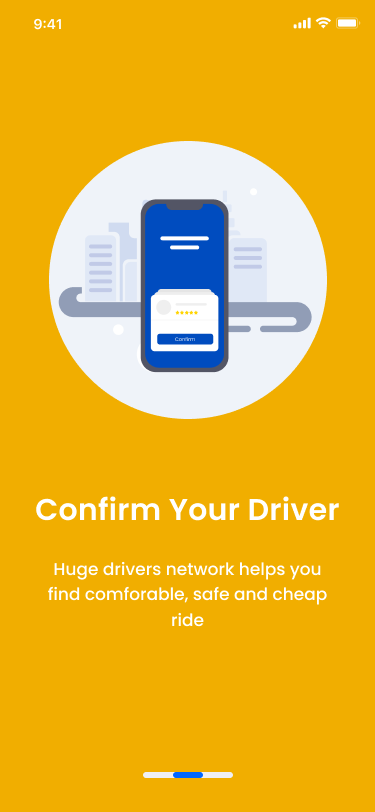 9:41
Confirm
Confirm Your Driver
Huge drivers network helps you
find comforable, safe and cheap
ride